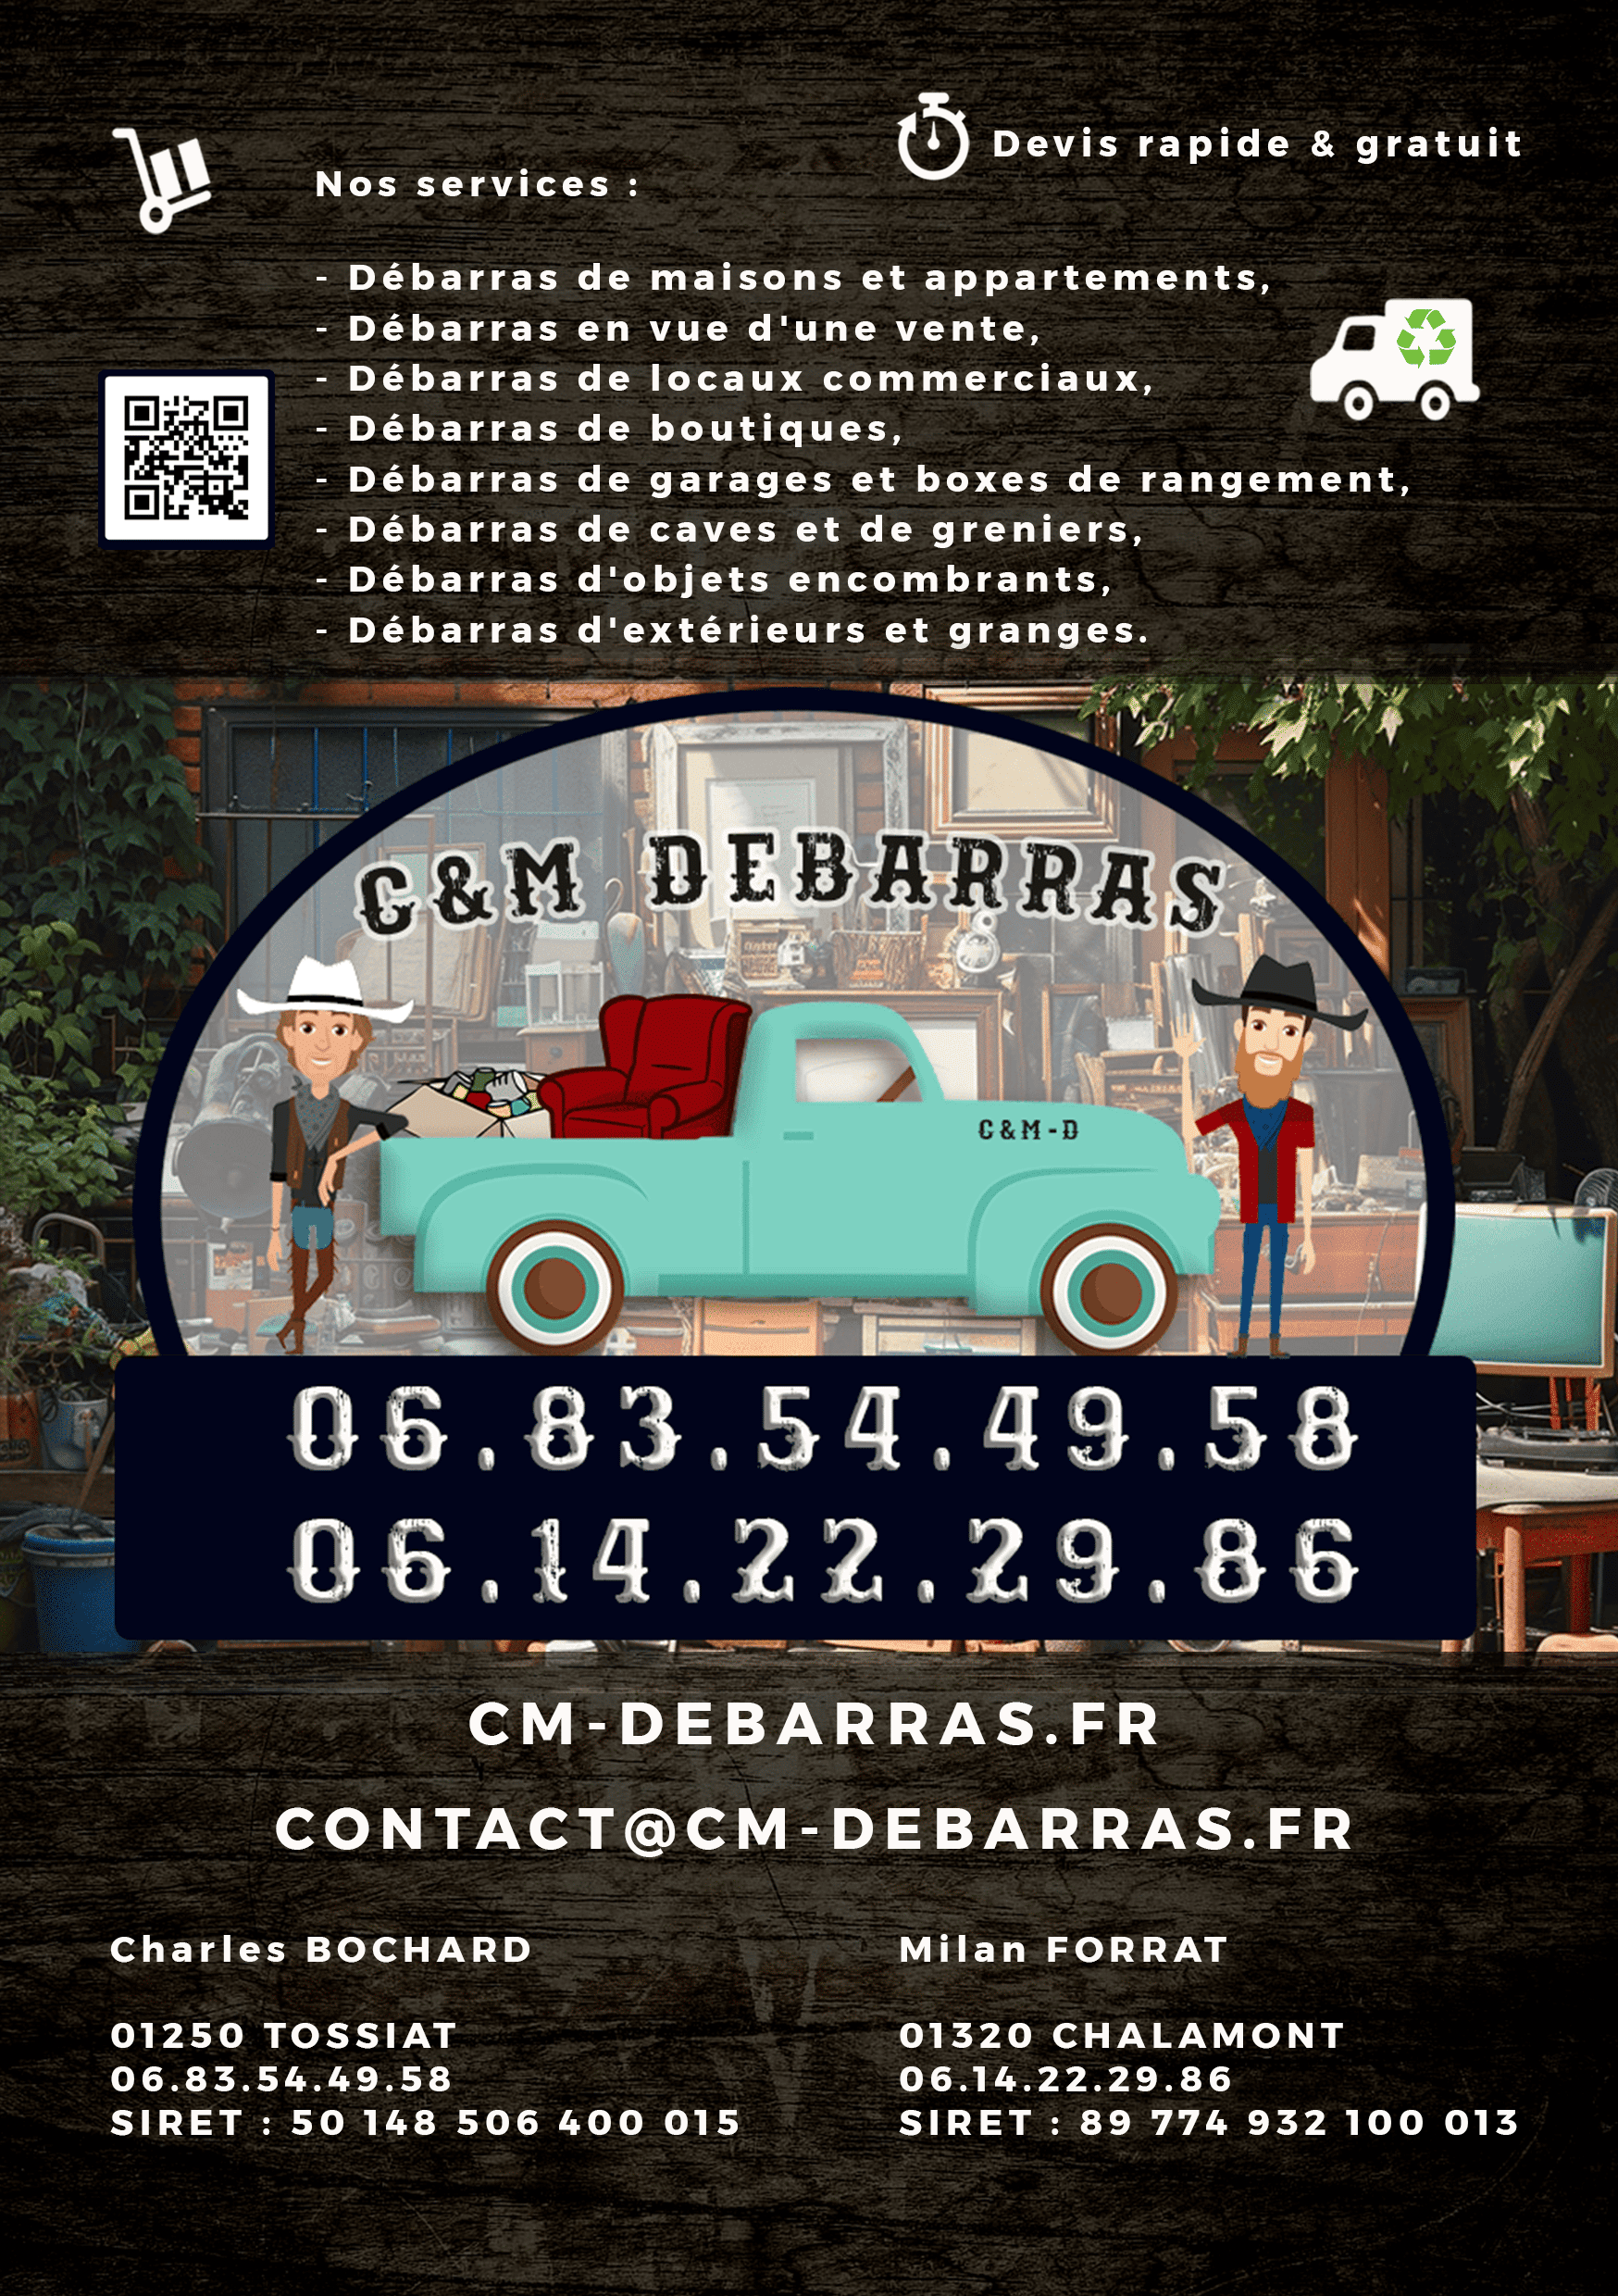 Devis rapide & gratuit
Nos services :
- Débarras de maisons et appartements,
- Débarras en vue d'une vente,
- Débarras de locaux commerciaux,
- Débarras de boutiques,
- Débarras de garages et boxes de rangement,
- Débarras de caves et de greniers,
- Débarras d'objets encombrants,
- Débarras d'extérieurs et granges.
C&M DEBARRAS
C&M-D
06.83.54.49.58
06.14.22.29.86
CM-DEBARRAS.FR
CONTACT@CM-DEBARRAS.FR
Charles BOCHARD
01250 TOSSIAT
06.83.54.49.58
SIRET : 50 148 506 400 015
Milan FORRAT
01320 CHALAMONT
06.14.22.29.86
SIRET : 89 774 932 100 013